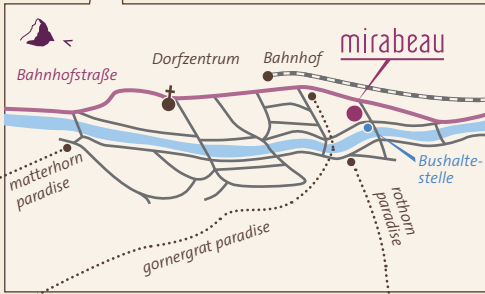 mirabeau
Dorfzentrum
Bahnhof
Bahnhofstraße
Bushalte-
stelle
matterhorn
paradise
rothorn
paradise
gornergrat paradise